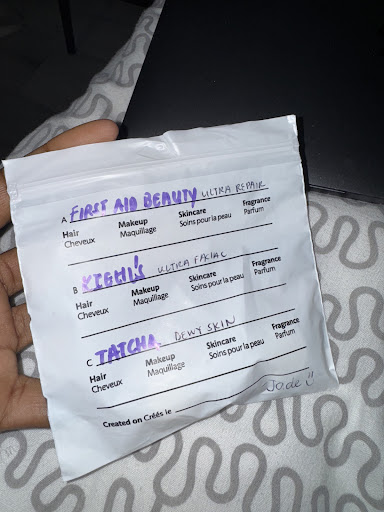 A FIRST AID BEAUTY ULTRA REPAIR
Hair Makeup Skincare Fragrance
Cheveux Maquillage Soins pour la peau Parfum
B KIEHL'S ULTRA FACIAL
Hair Makeup Skincare Fragrance
Cheveux Maquillage Soins pour la peau Parfum
C TATCHA DEWY SKIN
Hair Makeup Skincare Fragrance
Cheveux Maquillage Soins pour la peau Parfum
Created on Créés le
Jade